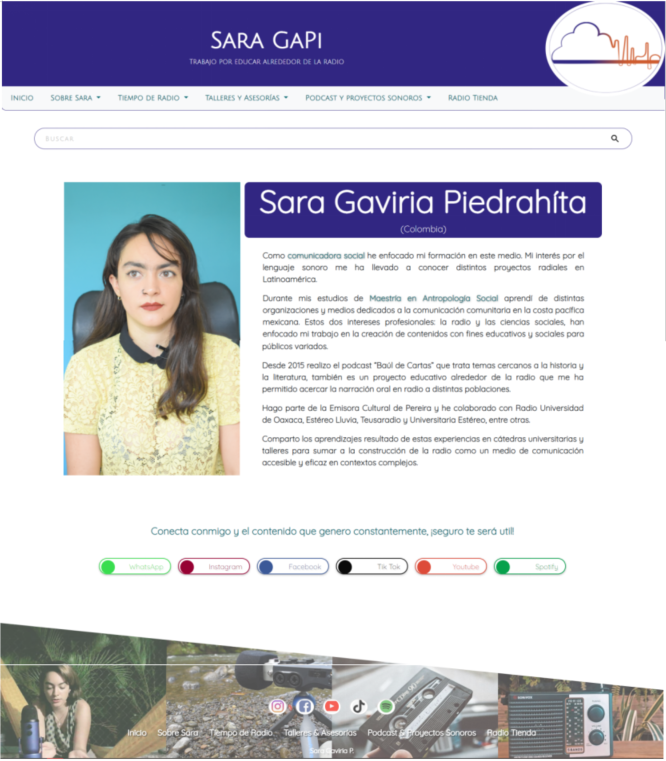 Sara GaPi
Trabajo por educar alrededor de la radio
Inicio Sobre Sara Tiempo de Radio Talleres y Asesorías Podcast y proyectos sonoros Radio Tienda
BUSCAR
Sara Gaviria Piedrahíta
(Colombia)
Como comunicadora social he enfocado mi formación en este medio. Mi interés por el
lenguaje sonoro me ha llevado a conocer distintos proyectos radiales en
Latinoamérica.
Durante mis estudios de Maestría en Antropología Social aprendí de distintas
organizaciones y medios dedicados a la comunicación comunitaria en la costa pacífica
mexicana. Estos dos intereses profesionales: la radio y las ciencias sociales, han
enfocado mi trabajo en la creación de contenidos con fines educativos y sociales para
públicos variados.
Desde 2015 realizo el podcast "Baúl de Cartas" que trata temas cercanos a la historia y
la literatura, también es un proyecto educativo alrededor de la radio que me ha
permitido acercar la narración oral en radio a distintas poblaciones.
Hago parte de la Emisora Cultural de Pereira y he colaborado con Radio Universidad
de Oaxaca, Estéreo Lluvia, Teusaradio y Universitaria Estéreo, entre otras.
Comparto los aprendizajes resultado de estas experiencias en cátedras universitarias y
talleres para sumar a la construcción de la radio como un medio de comunicación
accesible y eficaz en contextos complejos.
Conecta conmigo y el contenido que genero constantemente, ¡seguro te será util!
WhatsApp Instagram Facebook Tik Tok Youtube Spotify
Inicio Sobre Sara Tiempo de Radio Talleres & Asesorías Podcast & Proyectos Sonoros Radio Tienda
Sara Gaviria P.